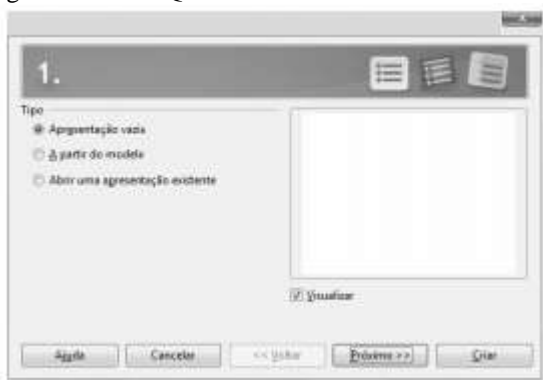 1.
Tipo
Apresentação vazia
A partir do modelo
Abrir uma apresentação existente
Visualizar
Ajuda
Cancelar
<< Voltar
Próximo >>
Criar